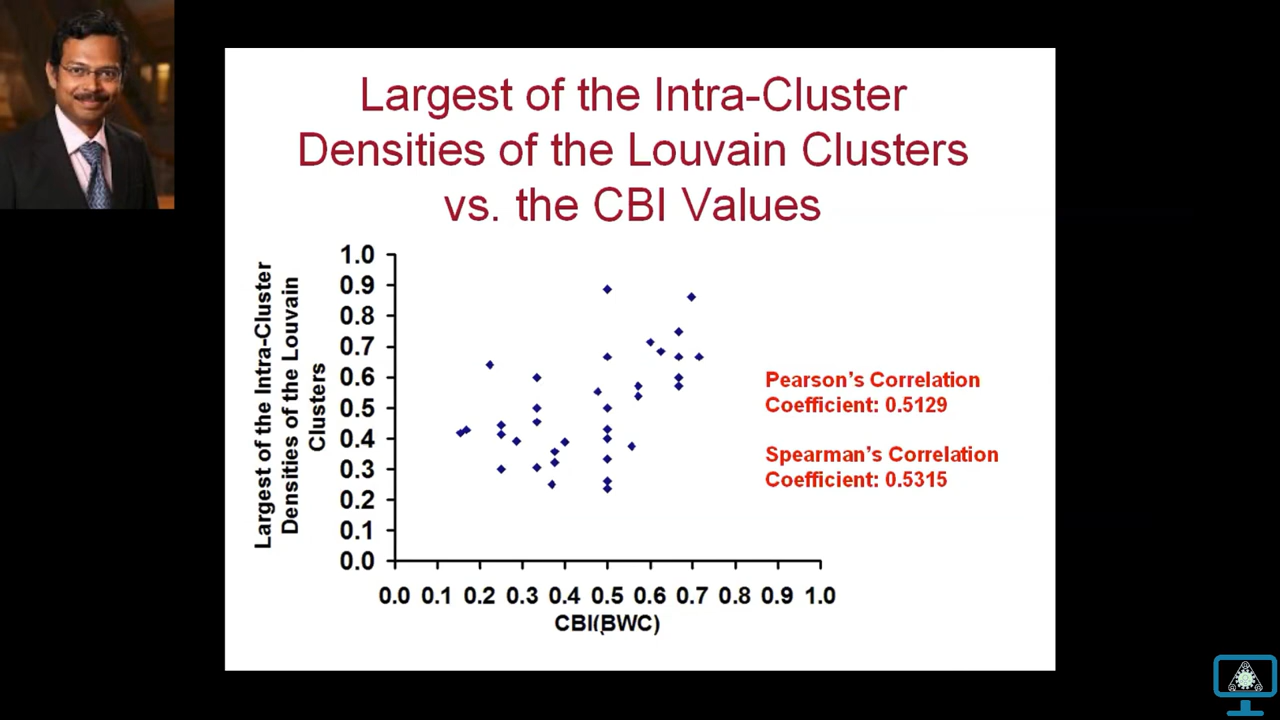 Largest of the Intra-Cluster
Densities of the Louvain Clusters
vs. the CBI Values
Largest of the Intra-Cluster
Densities of the Louvain
Clusters
1.0
0.9
0.8
0.7
0.6
0.5
0.4
0.3
0.2
0.1
0.0
0.0 0.1 0.2 0.3 0.4 0.5 0.6 0.7 0.8 0.9 1.0
CBI(BWC)
Pearson's Correlation
Coefficient: 0.5129
Spearman's Correlation
Coefficient: 0.5315